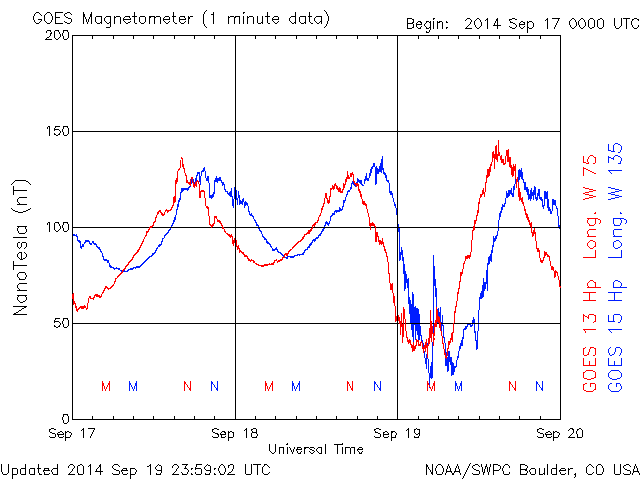 GOES Magnetometer (1 minute data)
Begin: 2014 Sep 17 0000 UTC
200
150
100
50
0
NanoTesla (nT)
M M N N M M N N M M N N
Sep 17 Sep 18 Sep 19 Sep 20
Universal Time
GOES 13 Hp Long. W 75
GOES 15 Hp Long. W 135
Updated 2014 Sep 19 23:59:02 UTC
NOAA/SWPC Boulder, CO USA